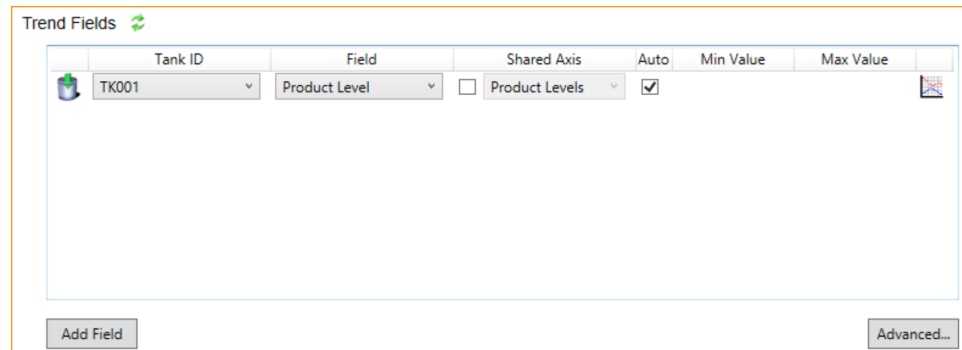 Trend Fields
Tank ID Field Shared Axis Auto Min Value Max Value
TK001 Product Level Product Levels
Add Field Advanced...